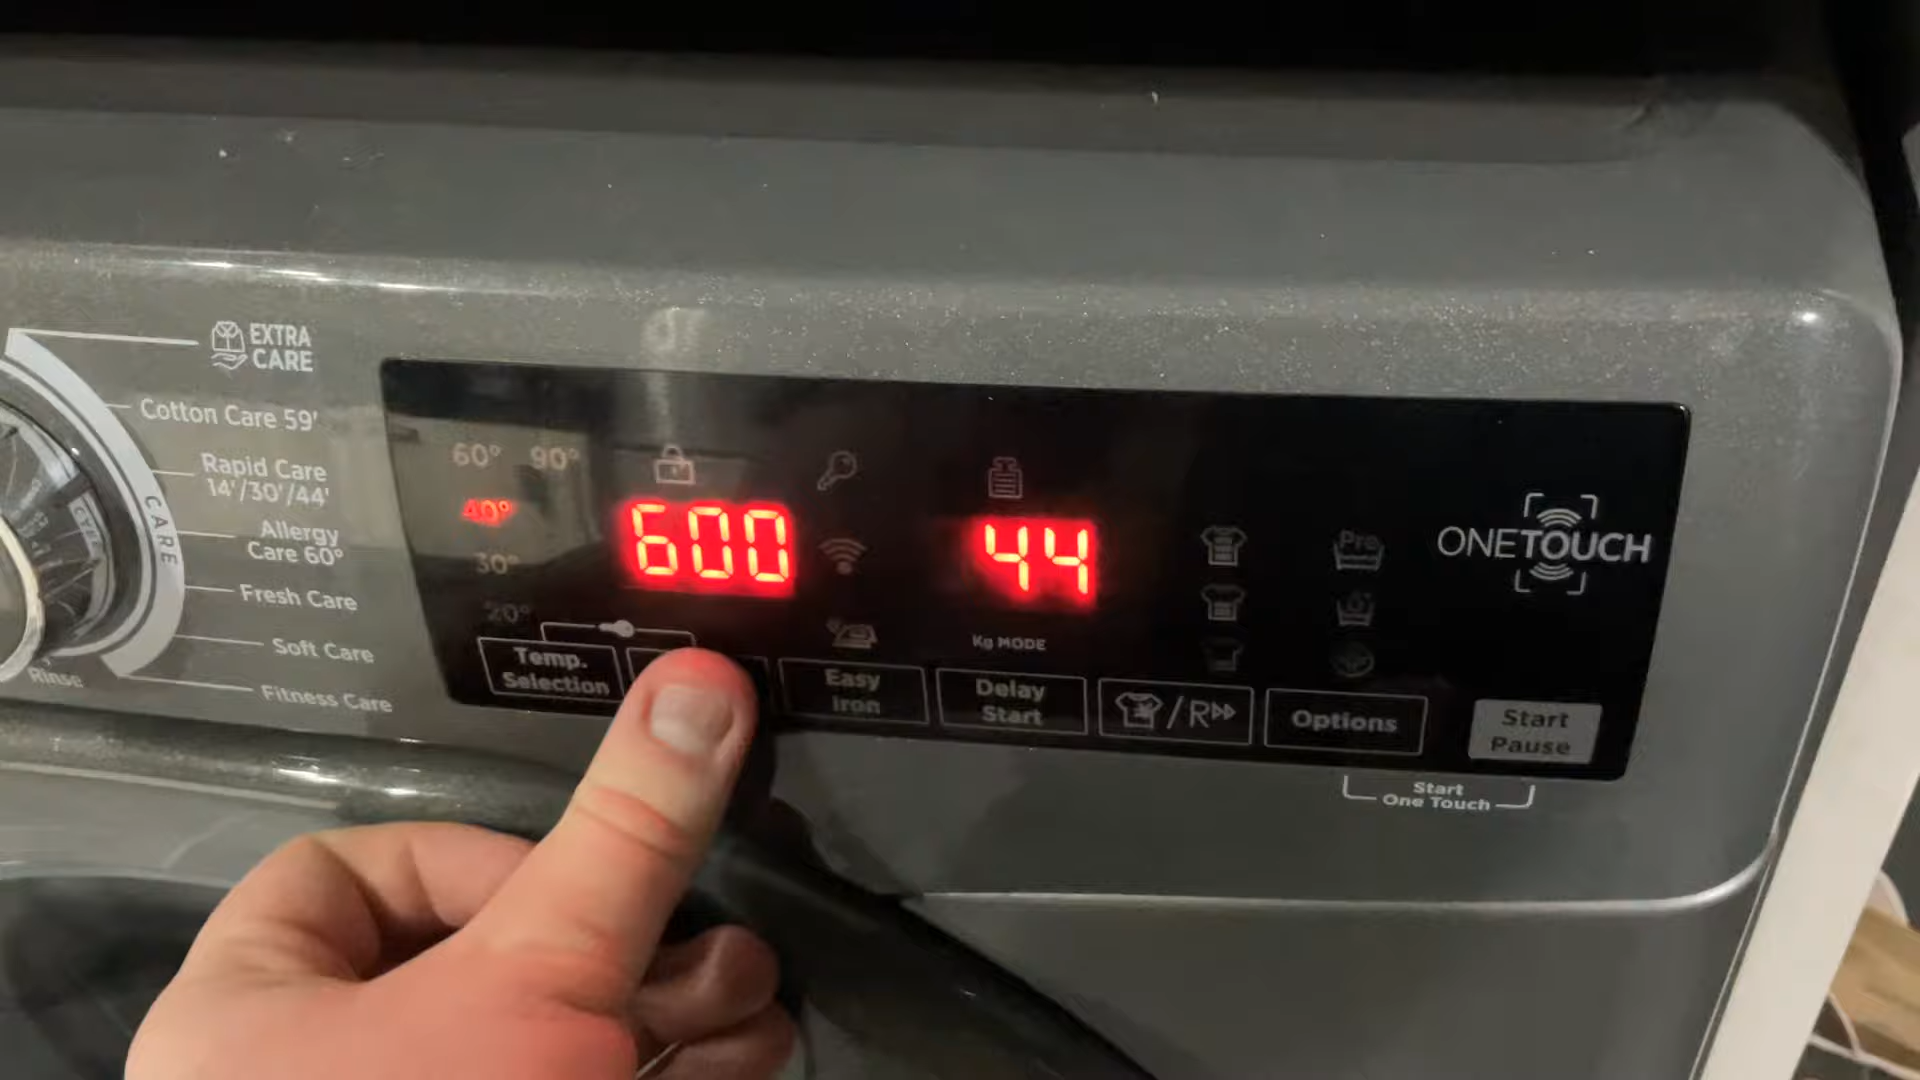 EXTRA
CARE
Cotton Care 59'
Rapid Care
14'/30'/44'
Allergy
Care 60°
Fresh Care
Soft Care
Fitness Care
Rinse
CARE
60° 90°
40°
30°
20°
600
44
Kg MODE
Pre
ONETOUCH
Temp.
Selection
Easy
Iron
Delay
Start
/R
Options
Start
Pause
Start
One Touch